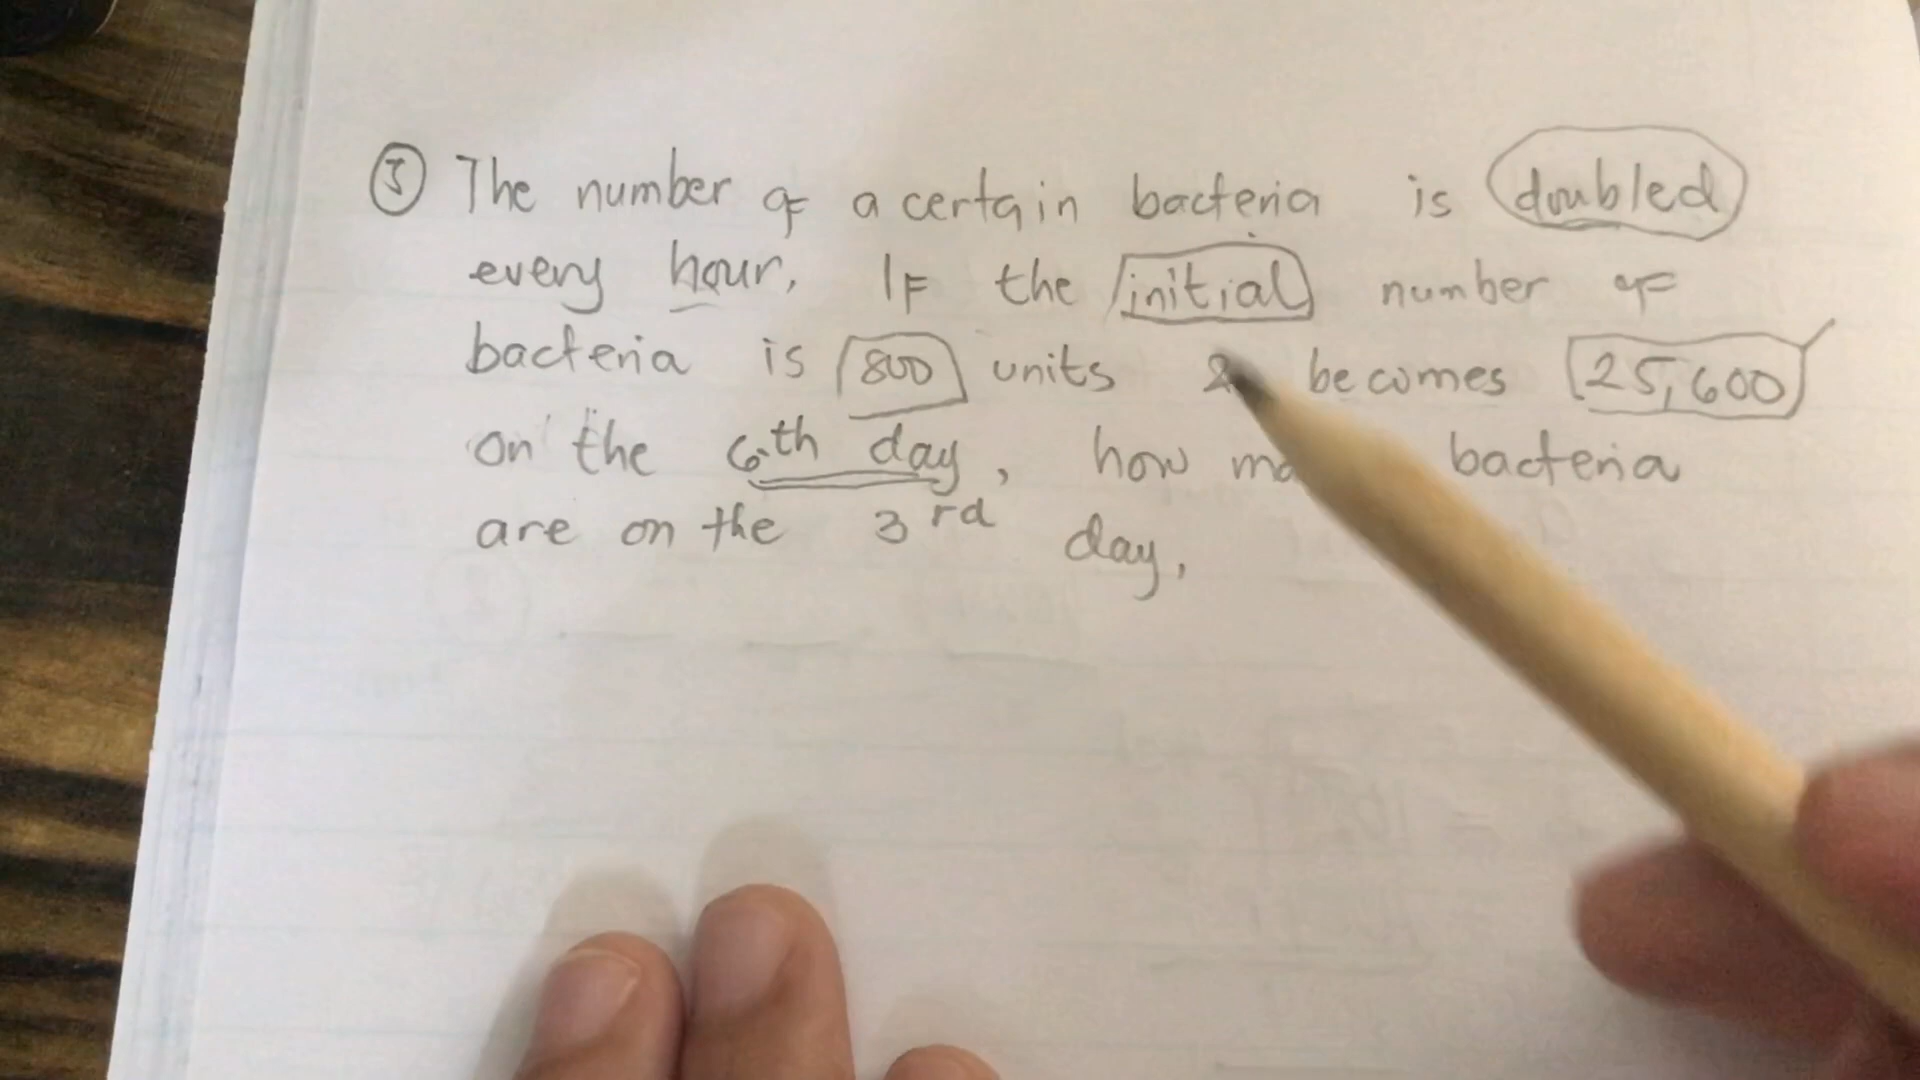 ③ The number of a certain bacteria is doubled
every hour, IF the initial number of
bacteria is 800 units & becomes 25,600
on the 6th day, how bacteria
are on the 3rd day,